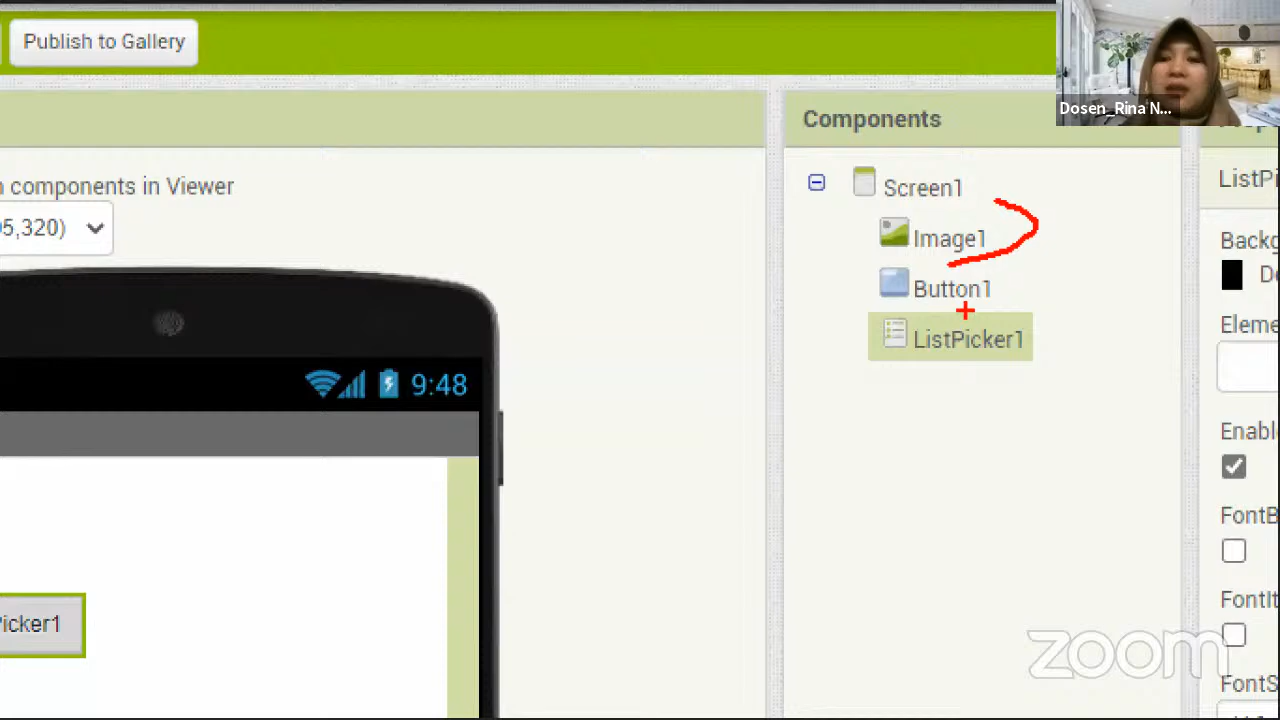 Publish to Gallery
Dosen_Rina N...
Components
n components in Viewer
5,320)
Screen1
Image1
Button1
ListPicker1
9:48
Picker1
ListPi
Backg
De
Eleme
Enabl
FontB
FontIt
FontS
zoom